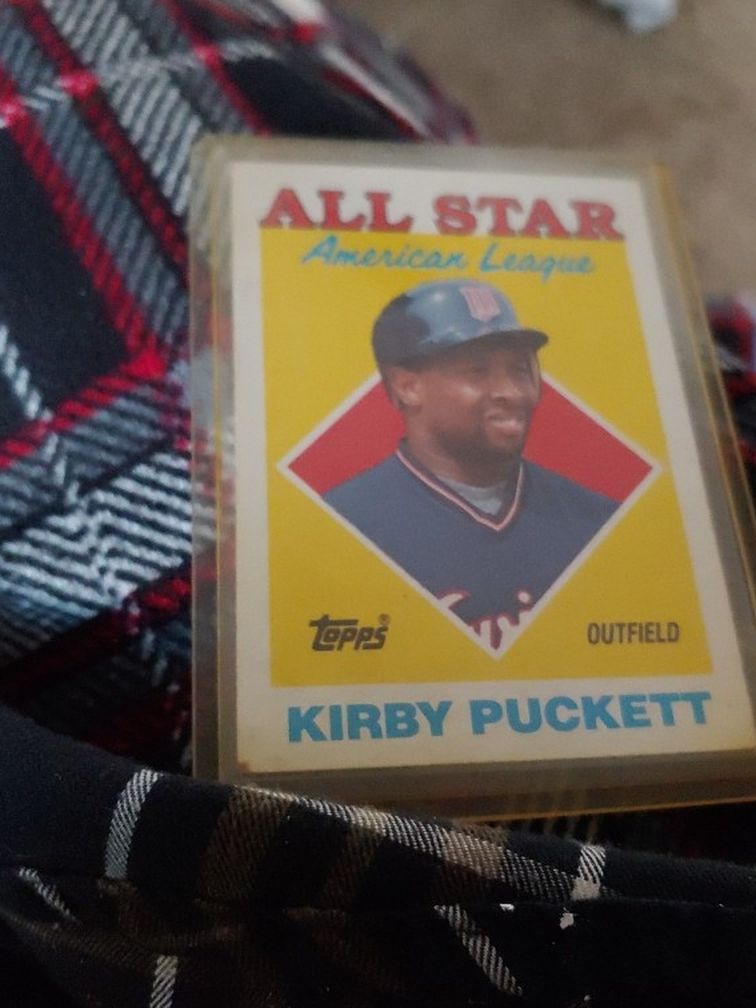 ALL STAR
American League
topps®
OUTFIELD
KIRBY PUCKETT